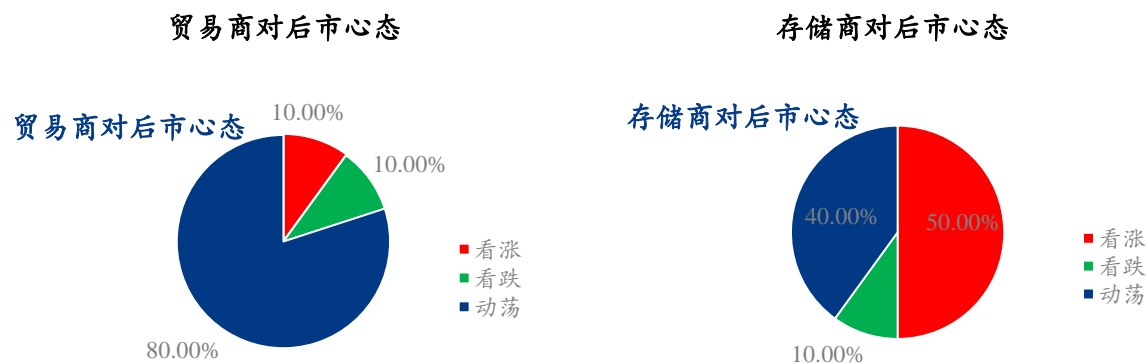 贸易商对后市心态
10.00%
贸易商对后市心态
10.00%
看涨
看跌
动荡
80.00%
存储商对后市心态
存储商对后市心态
40.00%
50.00%
看涨
看跌
动荡
10.00%